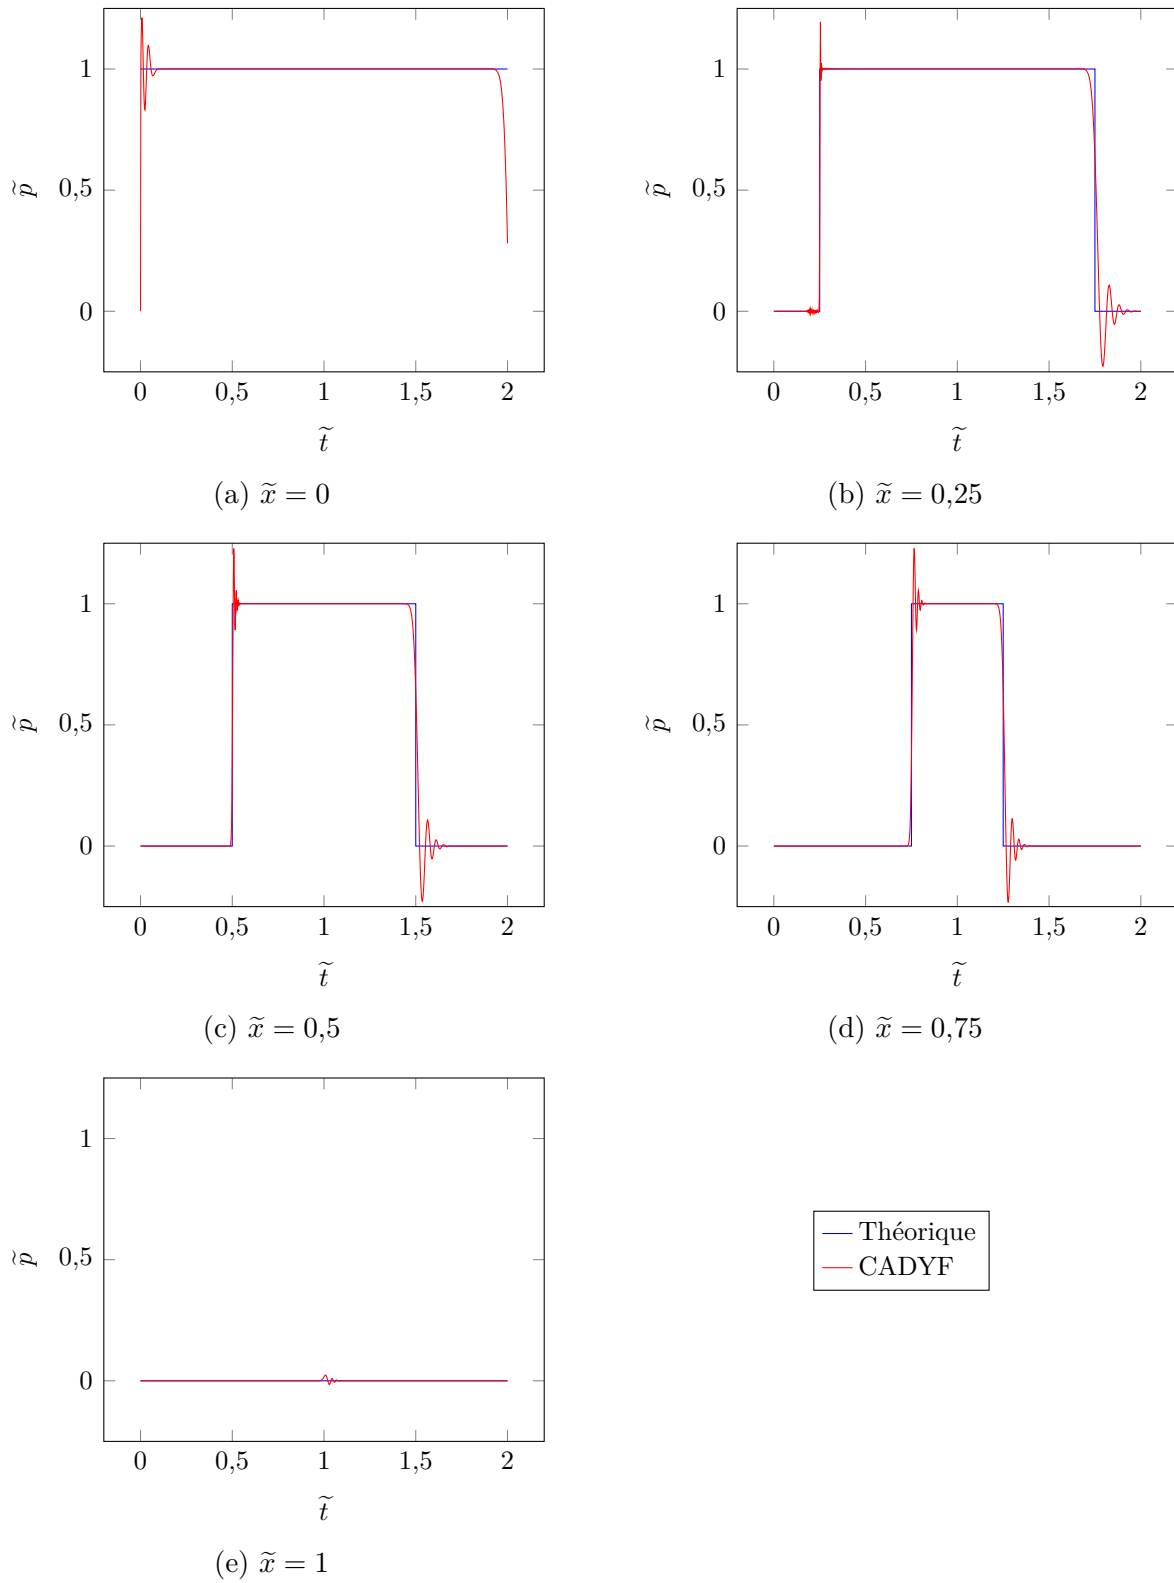 1
0,5
0
p̃
0 0,5 1 1,5 2
t̃
(a) x̃ = 0
1
0,5
0
p̃
0 0,5 1 1,5 2
t̃
(b) x̃ = 0,25
1
0,5
0
p̃
0 0,5 1 1,5 2
t̃
(c) x̃ = 0,5
1
0,5
0
p̃
0 0,5 1 1,5 2
t̃
(d) x̃ = 0,75
1
0,5
0
p̃
0 0,5 1 1,5 2
t̃
(e) x̃ = 1
Théorique
CADYF